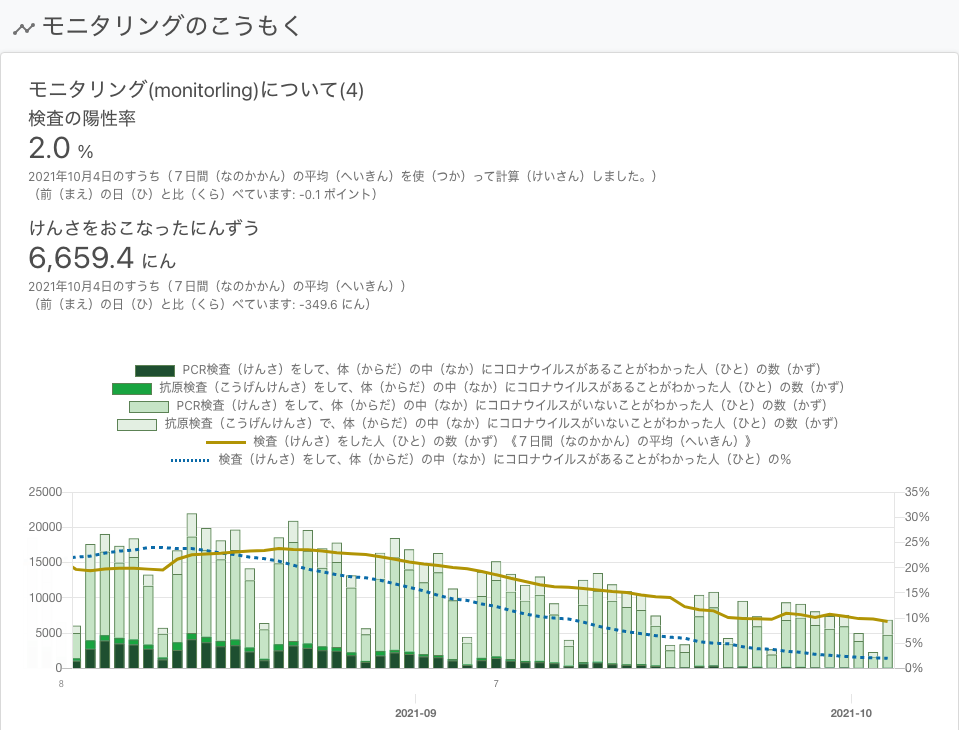 モニタリングのこうもく
モニタリング(monitorling)について(4)
検査の陽性率
2.0 %
2021年10月4日のすうち（７日間（なのかかん）の平均（へいきん）を使（つか）って計算（けいさん）しました。）
（前（まえ）の日（ひ）と比（くら）べています: -0.1 ポイント）
けんさをおこなったにんずう
6,659.4 にん
2021年10月4日のすうち（７日間（なのかかん）の平均（へいきん））
（前（まえ）の日（ひ）と比（くら）べています: -349.6 にん）
PCR検査（けんさ）をして、体（からだ）の中（なか）にコロナウイルスがあることがわかった人（ひと）の数（かず）
抗原検査（こうげんけんさ）をして、体（からだ）の中（なか）にコロナウイルスがあることがわかった人（ひと）の数（かず）
PCR検査（けんさ）をして、体（からだ）の中（なか）にコロナウイルスがいないことがわかった人（ひと）の数（かず）
抗原検査（こうげんけんさ）で、体（からだ）の中（なか）にコロナウイルスがいないことがわかった人（ひと）の数（かず）
検査（けんさ）をした人（ひと）の数（かず）《７日間（なのかかん）の平均（へいきん）》
検査（けんさ）をして、体（からだ）の中（なか）にコロナウイルスがあることがわかった人（ひと）の%
25000 35%
30%
20000
25%
15000 20%
15%
10000
10%
5000
5%
0 0%
8 7
2021-09 2021-10